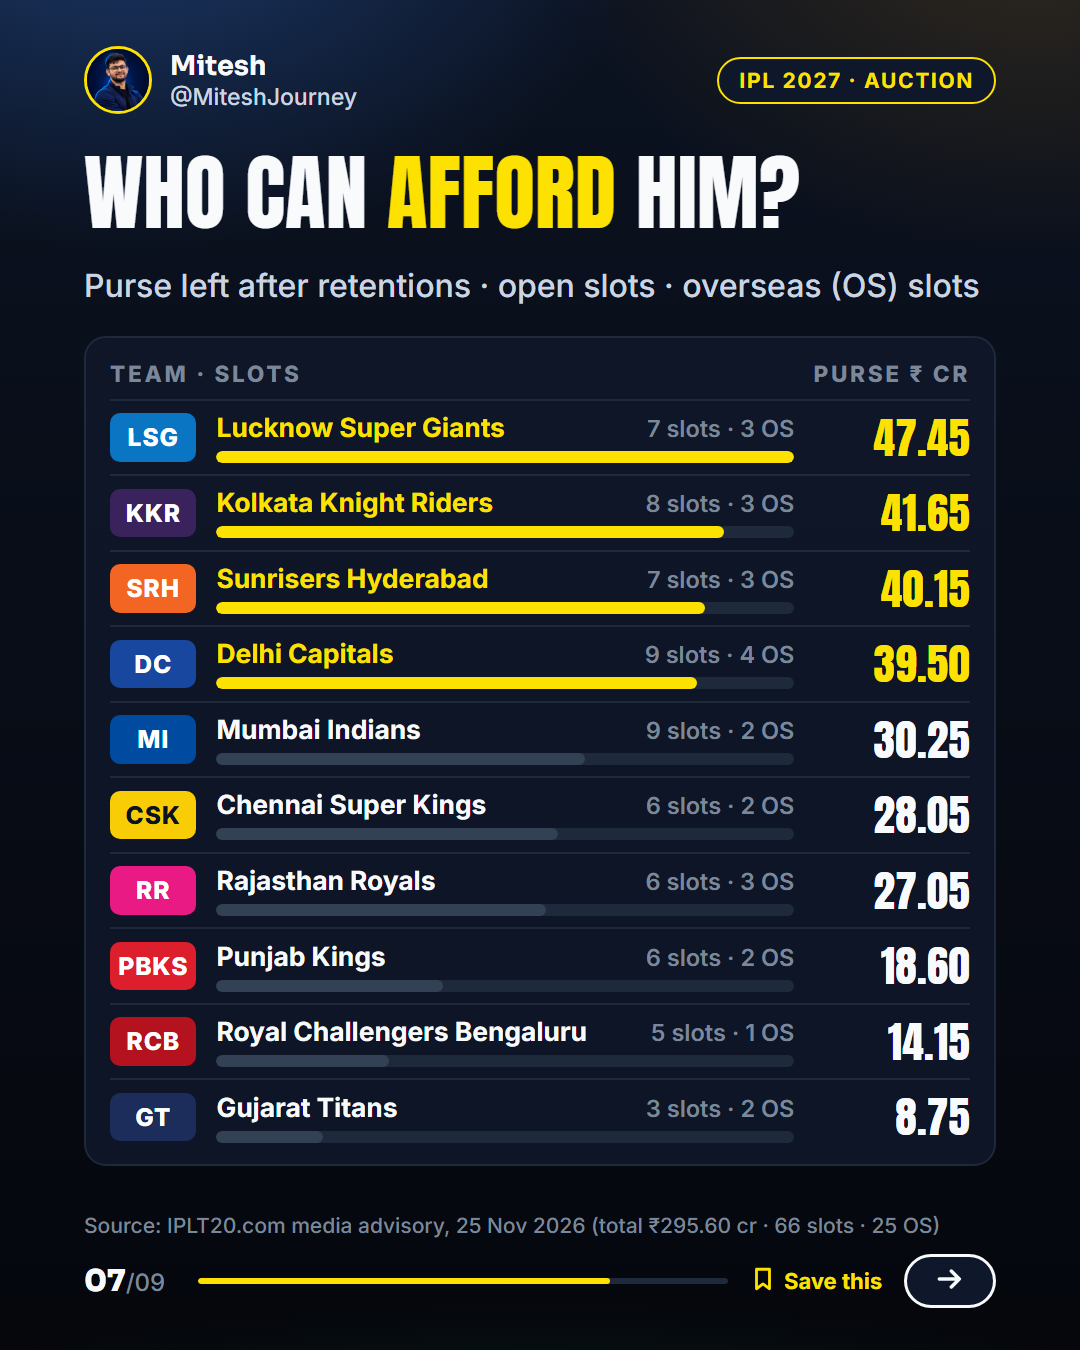 Mitesh
@MiteshJourney
IPL 2027 · AUCTION
WHO CAN AFFORD HIM?
Purse left after retentions · open slots · overseas (OS) slots
TEAM · SLOTS PURSE ₹ CR
LSG Lucknow Super Giants 7 slots · 3 OS 47.45
KKR Kolkata Knight Riders 8 slots · 3 OS 41.65
SRH Sunrisers Hyderabad 7 slots · 3 OS 40.15
DC Delhi Capitals 9 slots · 4 OS 39.50
MI Mumbai Indians 9 slots · 2 OS 30.25
CSK Chennai Super Kings 6 slots · 2 OS 28.05
RR Rajasthan Royals 6 slots · 3 OS 27.05
PBKS Punjab Kings 6 slots · 2 OS 18.60
RCB Royal Challengers Bengaluru 5 slots · 1 OS 14.15
GT Gujarat Titans 3 slots · 2 OS 8.75
Source: IPLT20.com media advisory, 25 Nov 2026 (total ₹295.60 cr · 66 slots · 25 OS)
07/09 Save this →